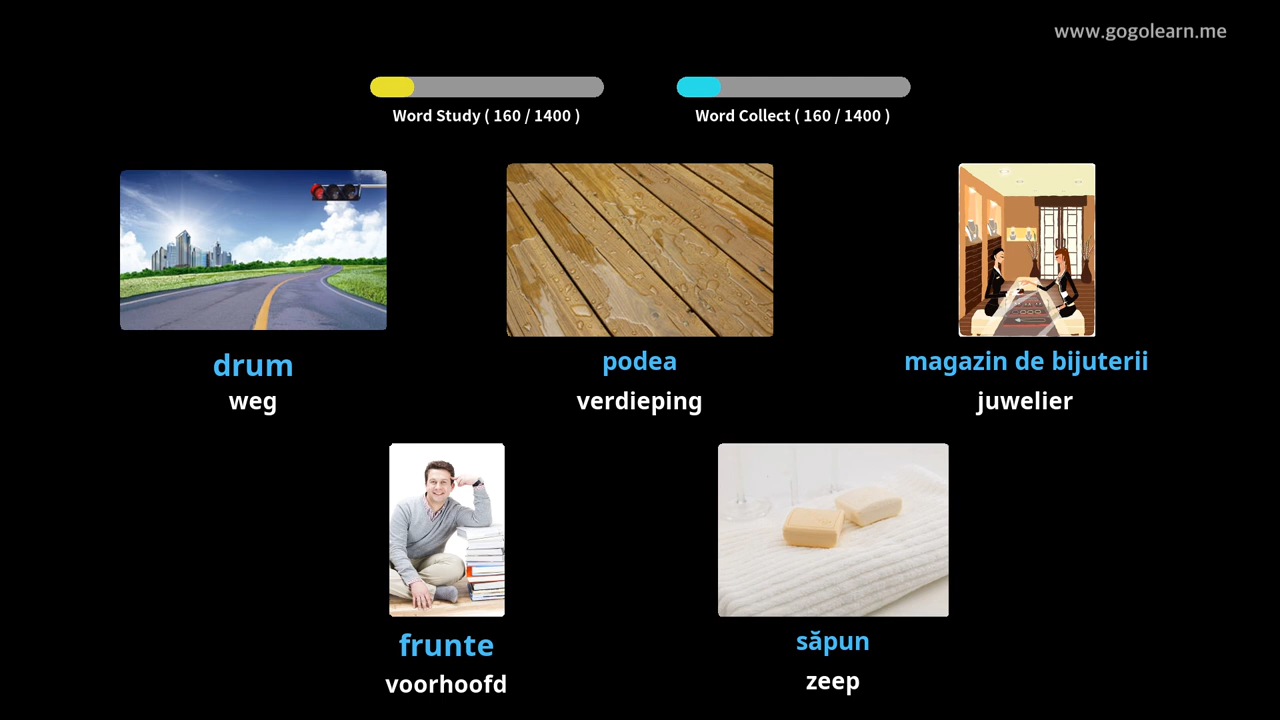 www.gogolearn.me
Word Study ( 160 / 1400 )
Word Collect ( 160 / 1400 )
drum
weg
podea
verdieping
magazin de bijuterii
juwelier
frunte
voorhoofd
săpun
zeep